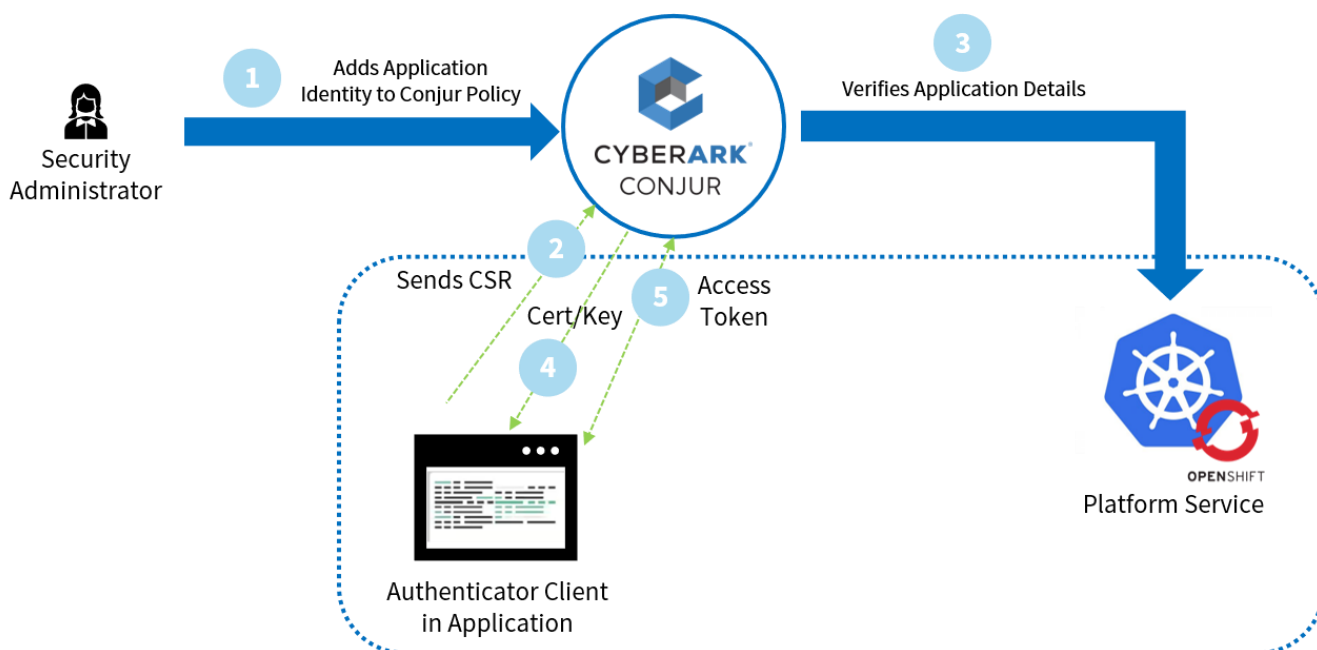 1
Adds Application
Identity to Conjur Policy
3
Verifies Application Details
Security
Administrator
CYBERARK®
CONJUR
2
Sends CSR
5
Access
Token
Cert/Key
4
OPENSHIFT
Platform Service
Authenticator Client
in Application